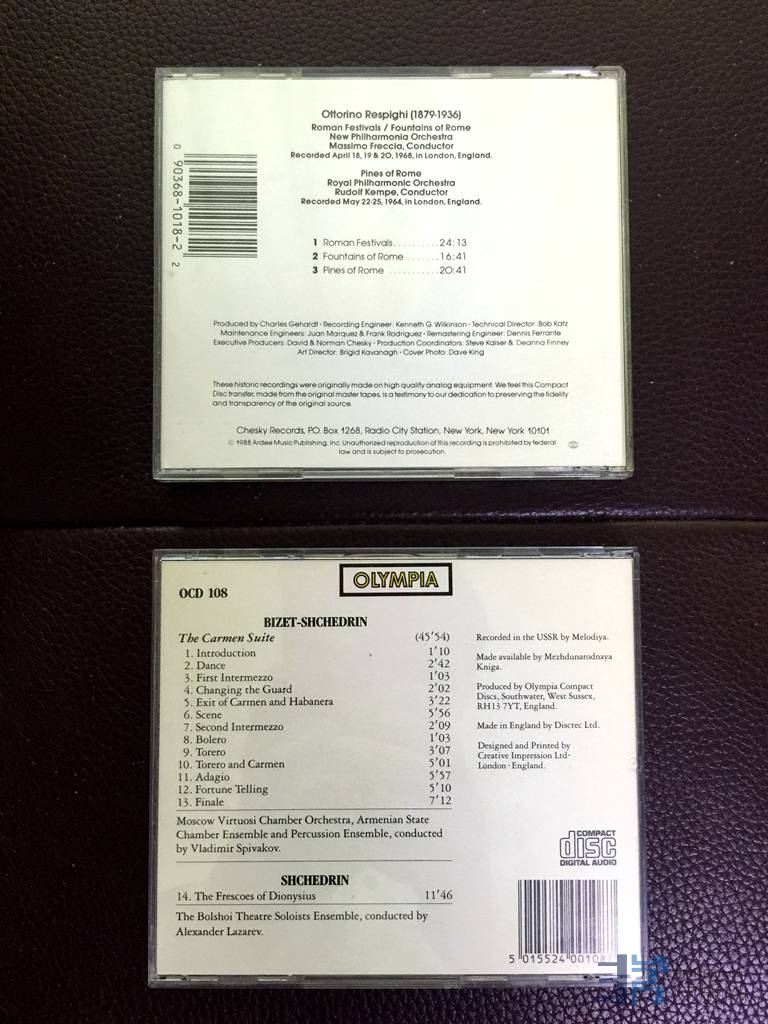 Ottorino Respighi (1879-1936)
Roman Festivals / Fountains of Rome
New Philharmonia Orchestra
Massimo Freccia, Conductor
Recorded April 18, 19 & 20, 1968, in London, England.
Pines of Rome
Royal Philharmonic Orchestra
Rudolf Kempe, Conductor
Recorded May 22-25, 1964, in London, England.
0 90368-1018-2 2
1 Roman Festivals..........24:13
2 Fountains of Rome .......16:41
3 Pines of Rome ..........20:41
Produced by Charles Gehardt · Recording Engineer: Kenneth G. Wilkinson · Technical Director: Bob Katz
Maintenance Engineers: Juan Marquez & Frank Rodriguez · Remastering Engineer: Dennis Ferrante
Executive Producers: David & Norman Chesky · Production Coordinators: Steve Kaiser & Deanna Finney
Art Director: Brigid Kavanagh · Cover Photo: Dave King
These historic recordings were originally made on high quality analog equipment. We feel this Compact
Disc transfer, made from the original master tapes, is a testimony to our dedication to preserving the fidelity
and transparency of the original source.
Chesky Records, P.O. Box 1268, Radio City Station, New York, New York 10101
© 1988 Ardee Music Publishing, Inc. Unauthorized reproduction of this recording is prohibited by federal
law and is subject to prosecution.
OLYMPIA
OCD 108
BIZET-SHCHEDRIN
The Carmen Suite (45'54)
1. Introduction 1'10
2. Dance 2'42
3. First Intermezzo 1'03
4. Changing the Guard 2'02
5. Exit of Carmen and Habanera 3'22
6. Scene 5'56
7. Second Intermezzo 2'09
8. Bolero 1'03
9. Torero 3'07
10. Torero and Carmen 5'01
11. Adagio 5'57
12. Fortune Telling 5'10
13. Finale 7'12
Moscow Virtuosi Chamber Orchestra, Armenian State
Chamber Ensemble and Percussion Ensemble, conducted
by Vladimir Spivakov.
SHCHEDRIN
14. The Frescoes of Dionysius 11'46
The Bolshoi Theatre Soloists Ensemble, conducted by
Alexander Lazarev.
Recorded in the USSR by Melodiya.
Made available by Mezhdunarodnaya
Kniga.
Produced by Olympia Compact
Discs, Southwater, West Sussex,
RH13 7YT, England.
Made in England by Disctec Ltd.
Designed and Printed by
Creative Impression Ltd-
London · England.
COMPACT
disc
DIGITAL AUDIO
5 015524 001087